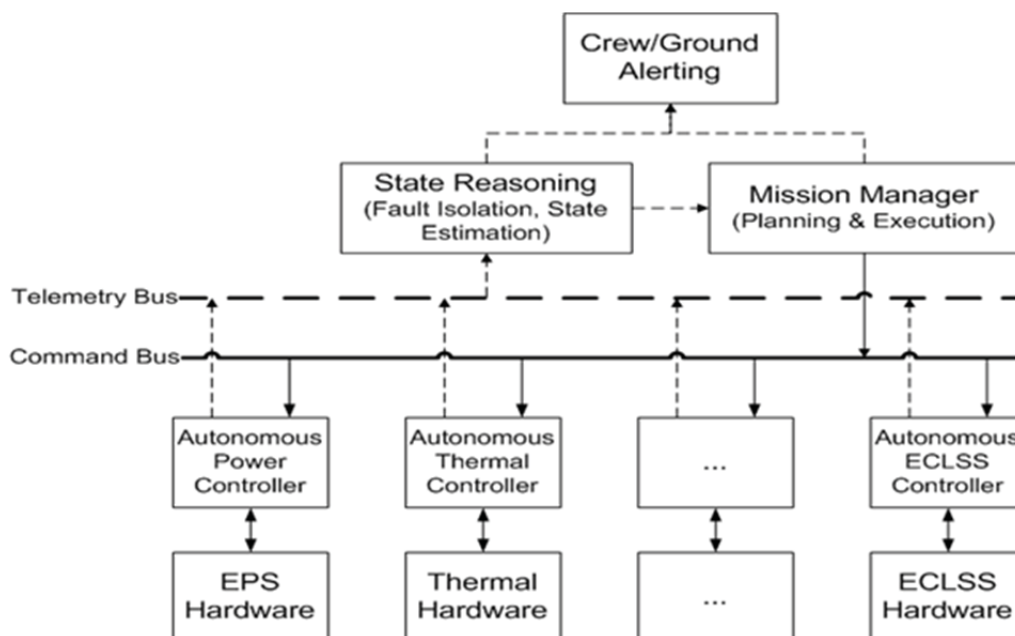 Crew/Ground
Alerting
State Reasoning
(Fault Isolation, State
Estimation)
Mission Manager
(Planning & Execution)
Telemetry Bus
Command Bus
Autonomous
Power
Controller
Autonomous
Thermal
Controller
...
Autonomous
ECLSS
Controller
EPS
Hardware
Thermal
Hardware
...
ECLSS
Hardware